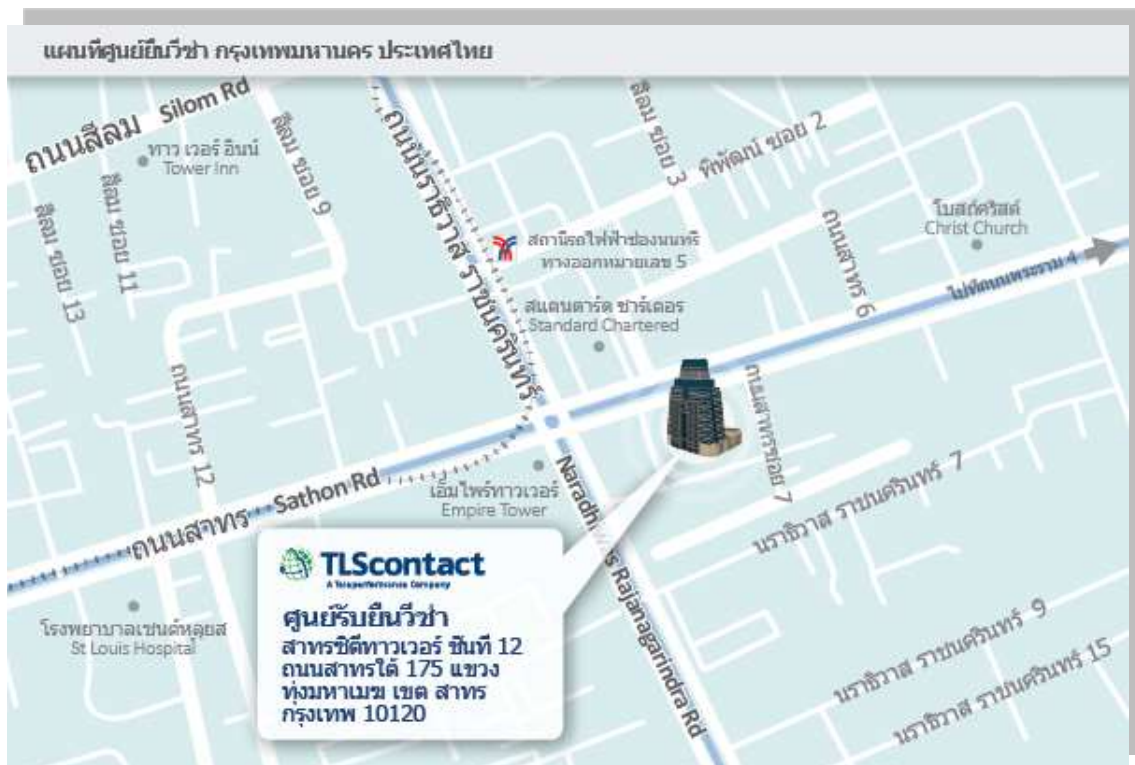 แผนที่ศูนย์ยื่นวีซ่า กรุงเทพมหานคร ประเทศไทย
ถนนสีลม Silom Rd
ทาว เวอร์ อินน์
Tower Inn
สีลม ซอย 9
สีลม ซอย 11
สีลม ซอย 13
ถนนนราธิวาส ราชนครินทร์
สีลม ซอย 3
พิพัฒน์ ซอย 2
โบสถ์คริสต์
Christ Church
สถานีรถไฟฟ้าช่องนนทรี
ทางออกหมายเลข 5
ถนนสาทร 6
ไปที่ถนนพระราม 4
สแตนดาร์ด ชาร์เตอร์
Standard Chartered
ถนนสาทร 12
ถนนสาทรซอย 7
ถนนสาทร Sathon Rd
เอ็มไพร์ทาวเวอร์
Empire Tower
Naradhiwas Rajanagarindra Rd
นราธิวาส ราชนครินทร์ 7
TLScontact
A Teleperformance Company
ศูนย์รับยื่นวีซ่า
สาทรซิตี้ทาวเวอร์ ชั้นที่ 12
ถนนสาทรใต้ 175 แขวง
ทุ่งมหาเมฆ เขต สาทร
กรุงเทพ 10120
โรงพยาบาลเซนต์หลุยส
St Louis Hospital
นราธิวาส ราชนครินทร์ 9
นราธิวาส ราชนครินทร์ 15